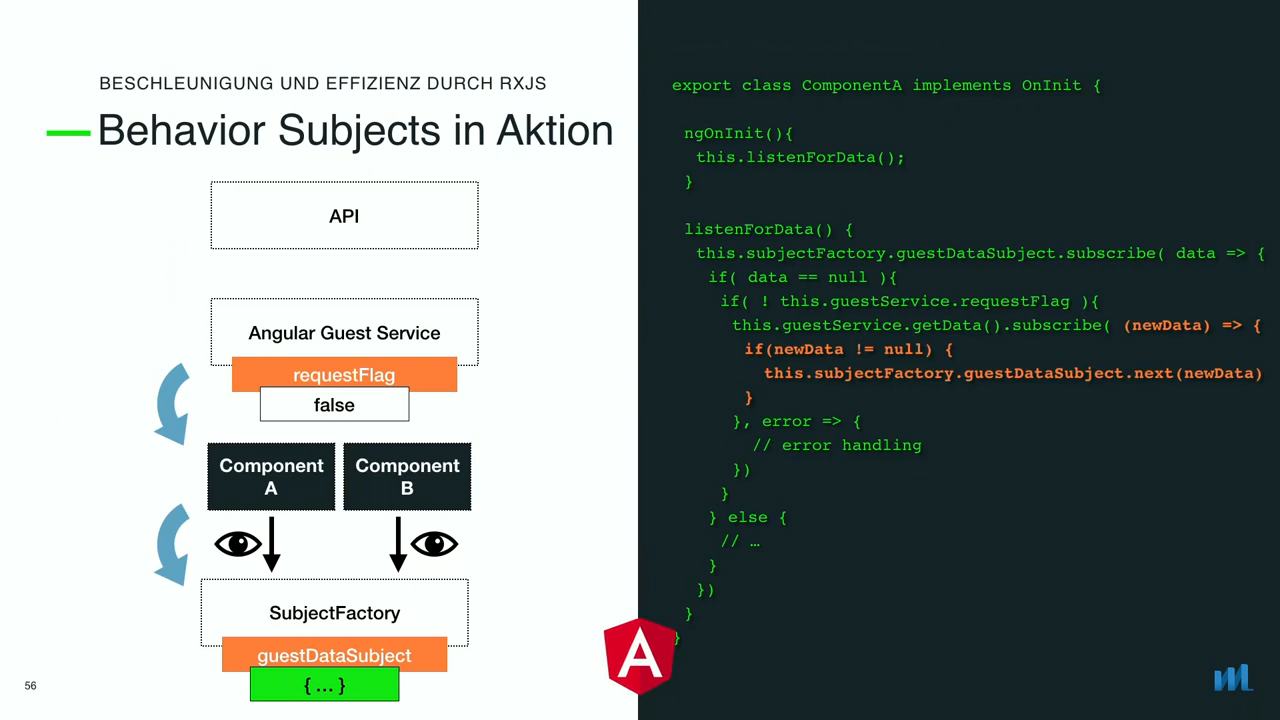 BESCHLEUNIGUNG UND EFFIZIENZ DURCH RXJS
Behavior Subjects in Aktion
API
Angular Guest Service
requestFlag
false
Component
A
Component
B
SubjectFactory
guestDataSubject
{ … }
56
export class ComponentA implements OnInit {
ngOnInit(){
this.listenForData();
}
listenForData() {
this.subjectFactory.guestDataSubject.subscribe( data => {
if( data == null ){
if( ! this.guestService.requestFlag ){
this.guestService.getData().subscribe( (newData) => {
if(newData != null) {
this.subjectFactory.guestDataSubject.next(newData)
}
}, error => {
// error handling
})
}
} else {
// …
}
})
}
}
A